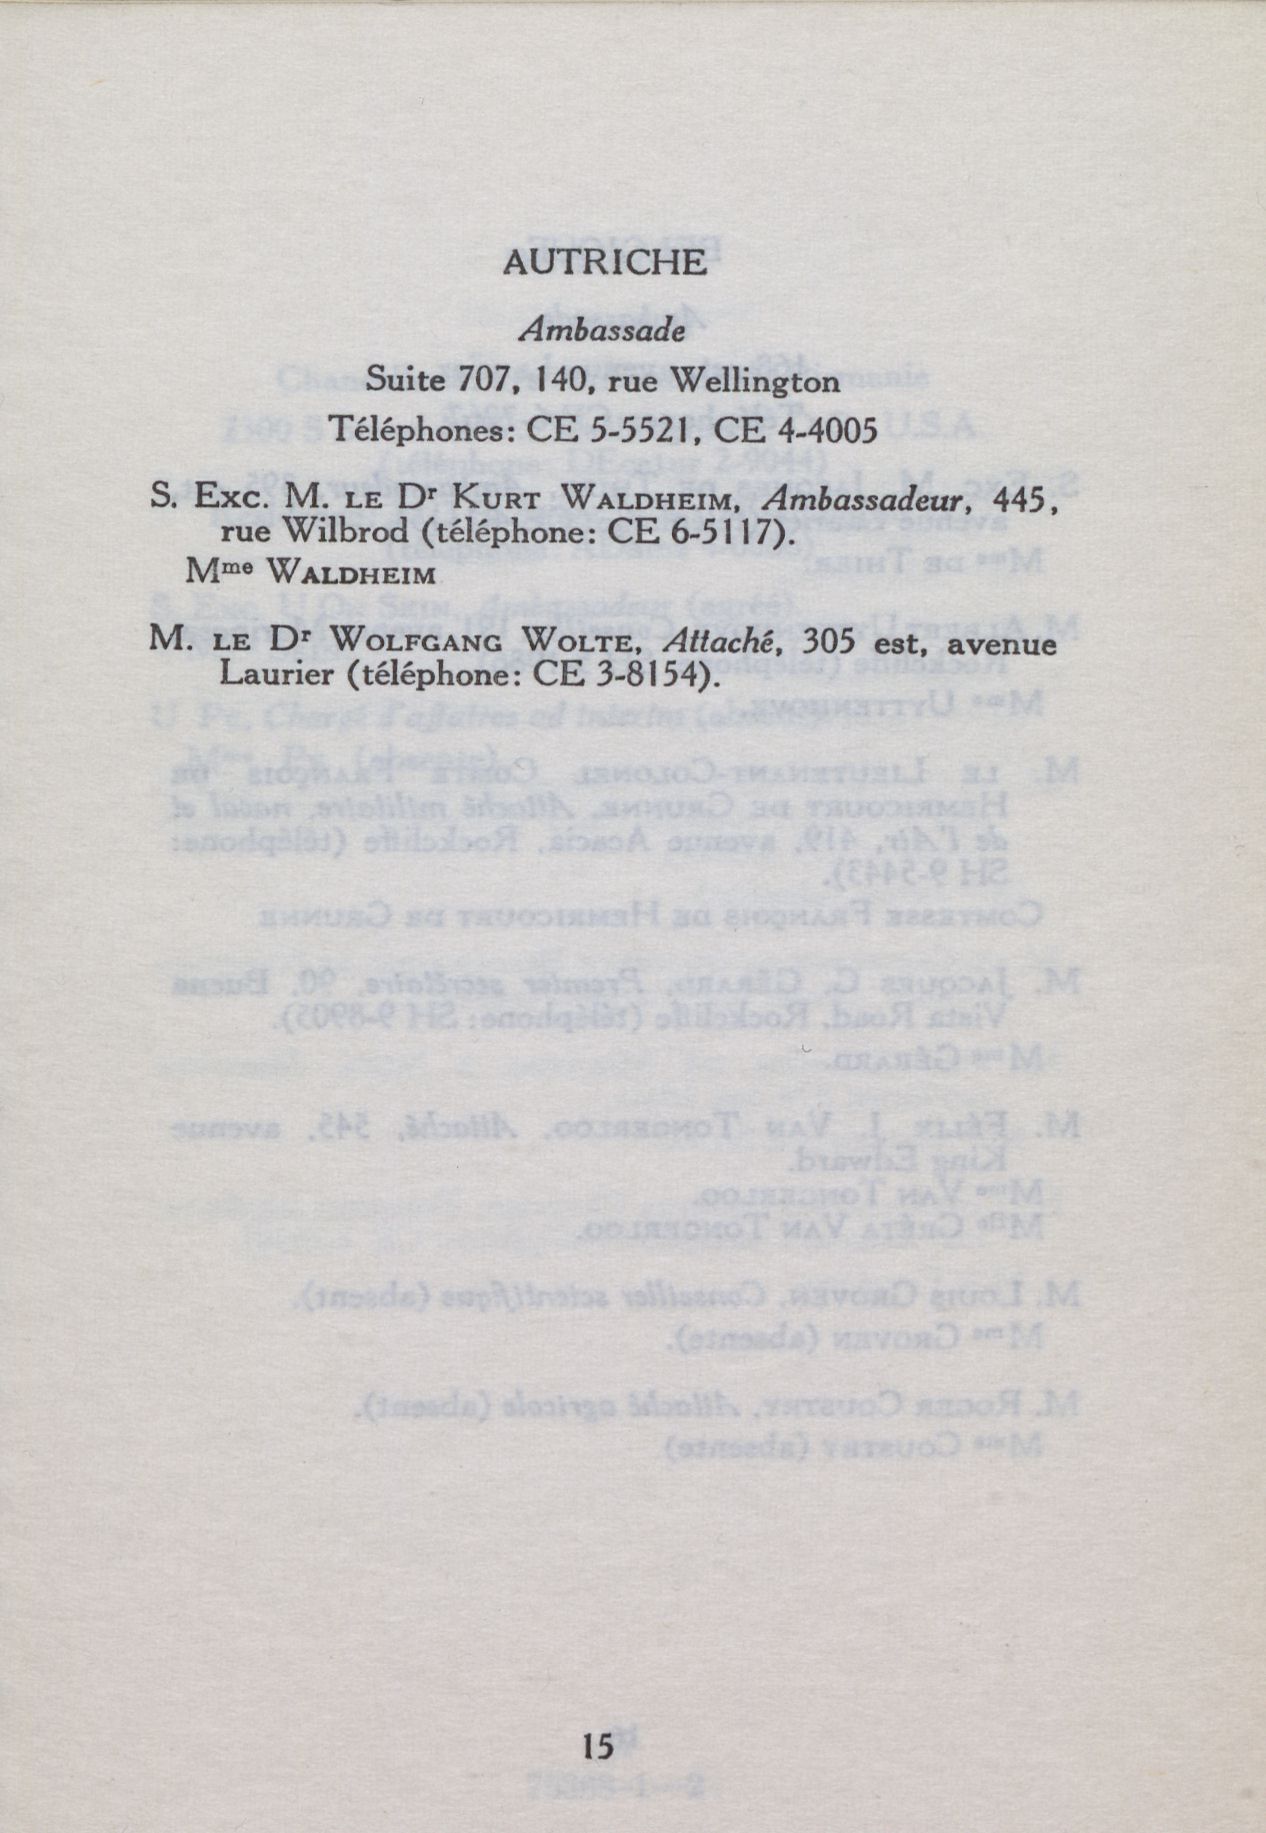 AUTRICHE
Ambassade
Suite 707, 140, rue Wellington
Téléphones: CE 5-5521, CE 4-4005
S. Exc. M. le Dr Kurt Waldheim, Ambassadeur, 445,
rue Wilbrod (téléphone: CE 6-5117).
Mme Waldheim
M. le Dr Wolfgang Wolte, Attaché, 305 est, avenue
Laurier (téléphone: CE 3-8154).
15